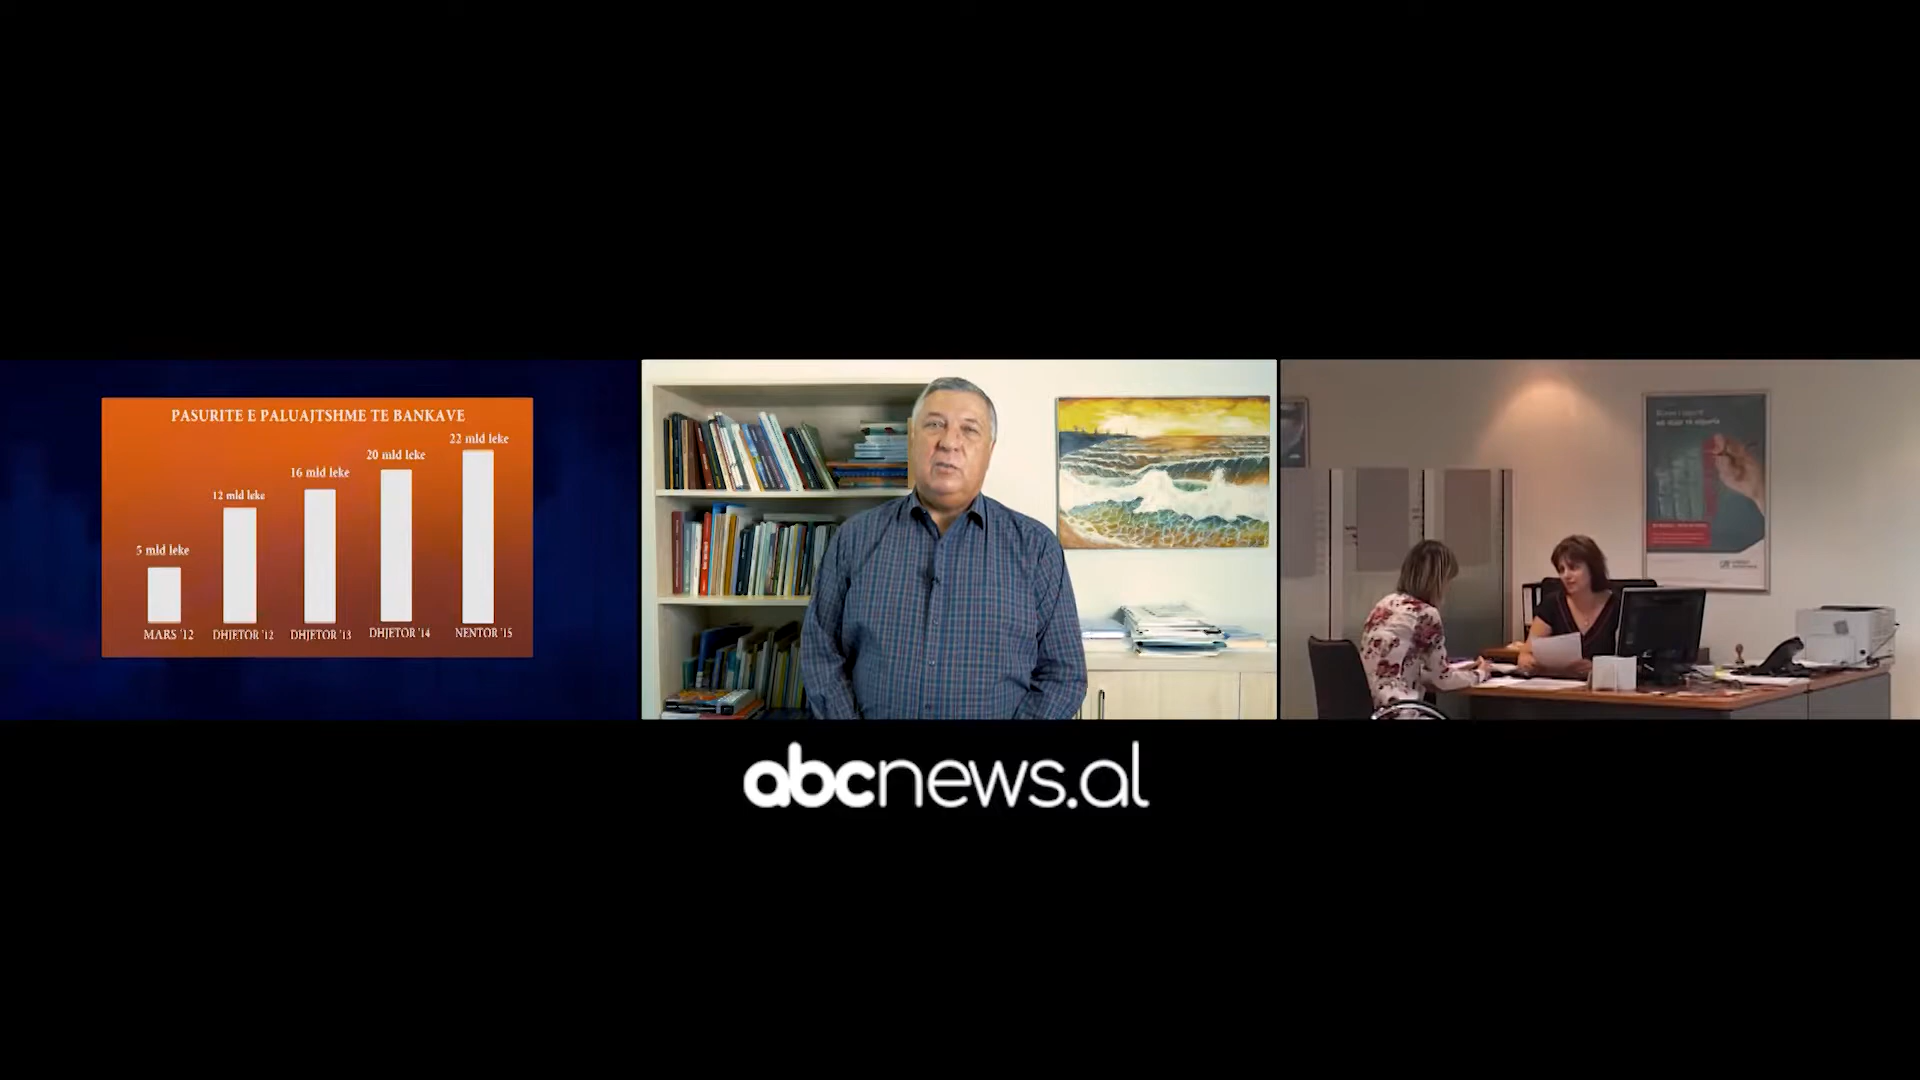 PASURITE E PALUAJTSHME TE BANKAVE
22 mld leke
20 mld leke
16 mld leke
12 mld leke
5 mld leke
MARS '12
DHJETOR '12
DHJETOR '13
DHJETOR '14
NENTOR '15
abcnews.al